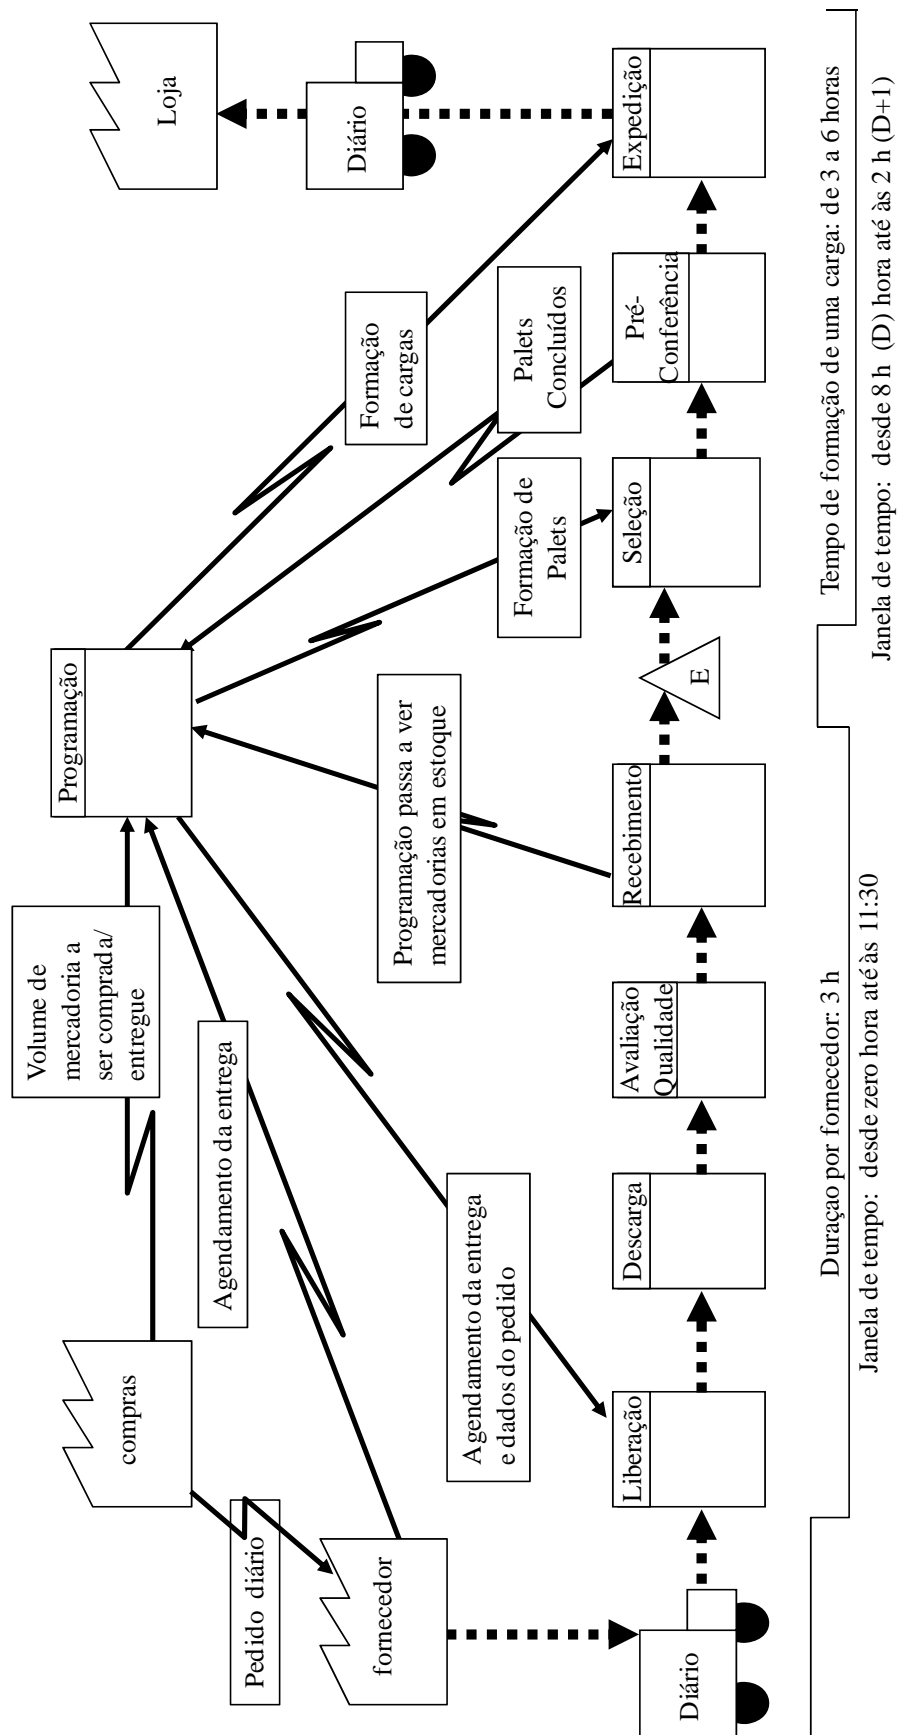 compras
Volume de
mercadoria a
ser comprada/
entregue
Programação
Loja
Pedido diário
Agendamento da entrega
Diário
fornecedor
Agendamento da entrega
e dados do pedido
Programação passa a ver
mercadorias em estoque
Formação de
Palets
Palets
Concluídos
Formação
de cargas
Diário
Liberação
Descarga
Avaliação
Qualidade
Recebimento
E
Seleção
Pré-
Conferência
Expedição
Duraçao por fornecedor: 3 h
Janela de tempo: desde zero hora até às 11:30
Tempo de formação de uma carga: de 3 a 6 horas
Janela de tempo: desde 8 h (D) hora até às 2 h (D+1)